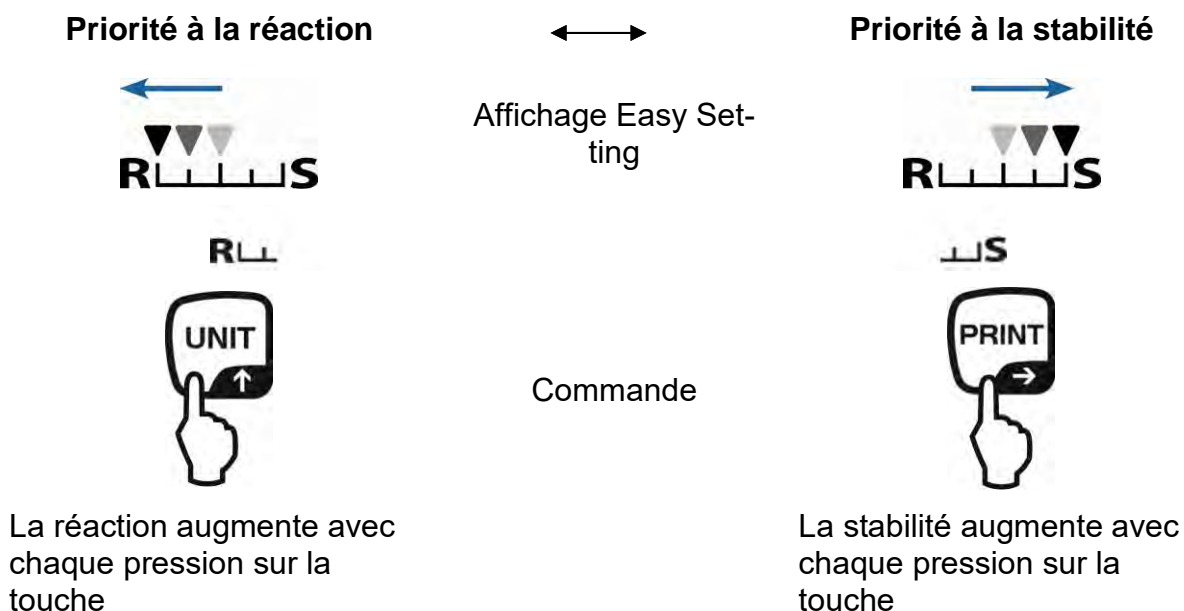 Priorité à la réaction
Priorité à la stabilité
Affichage Easy Set-
ting
R S
R S
R
S
UNIT
PRINT
Commande
La réaction augmente avec
chaque pression sur la
touche
La stabilité augmente avec
chaque pression sur la
touche